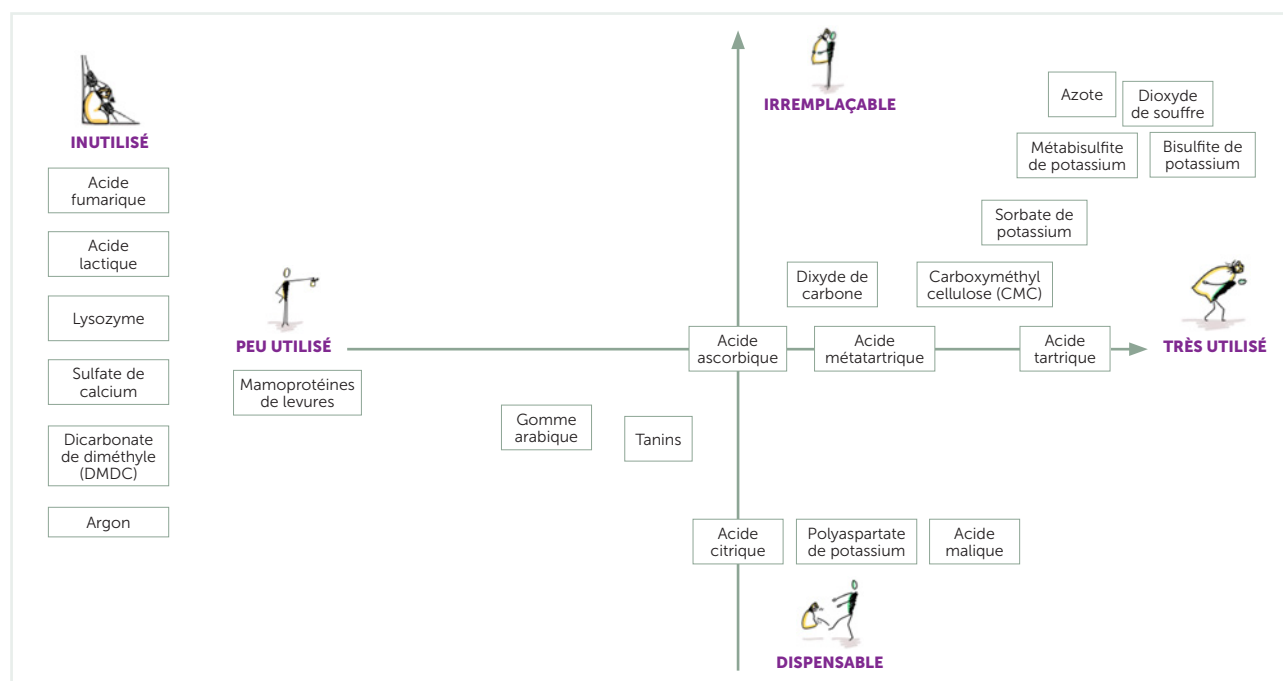 INUTILISÉ
Acide
fumarique
Acide
lactique
Lysozyme
Sulfate de
calcium
Dicarbonate
de diméthyle
(DMDC)
Argon
PEU UTILISÉ
Mamoprotéines
de levures
Gomme
arabique
Tanins
IRREMPLAÇABLE
Azote
Dioxyde
de souffre
Métabisulfite
de potassium
Bisulfite de
potassium
Sorbate de
potassium
Dixyde de
carbone
Carboxyméthyl
cellulose (CMC)
Acide
ascorbique
Acide
métatartrique
Acide
tartrique
TRÈS UTILISÉ
Acide
citrique
Polyaspartate
de potassium
Acide
malique
DISPENSABLE